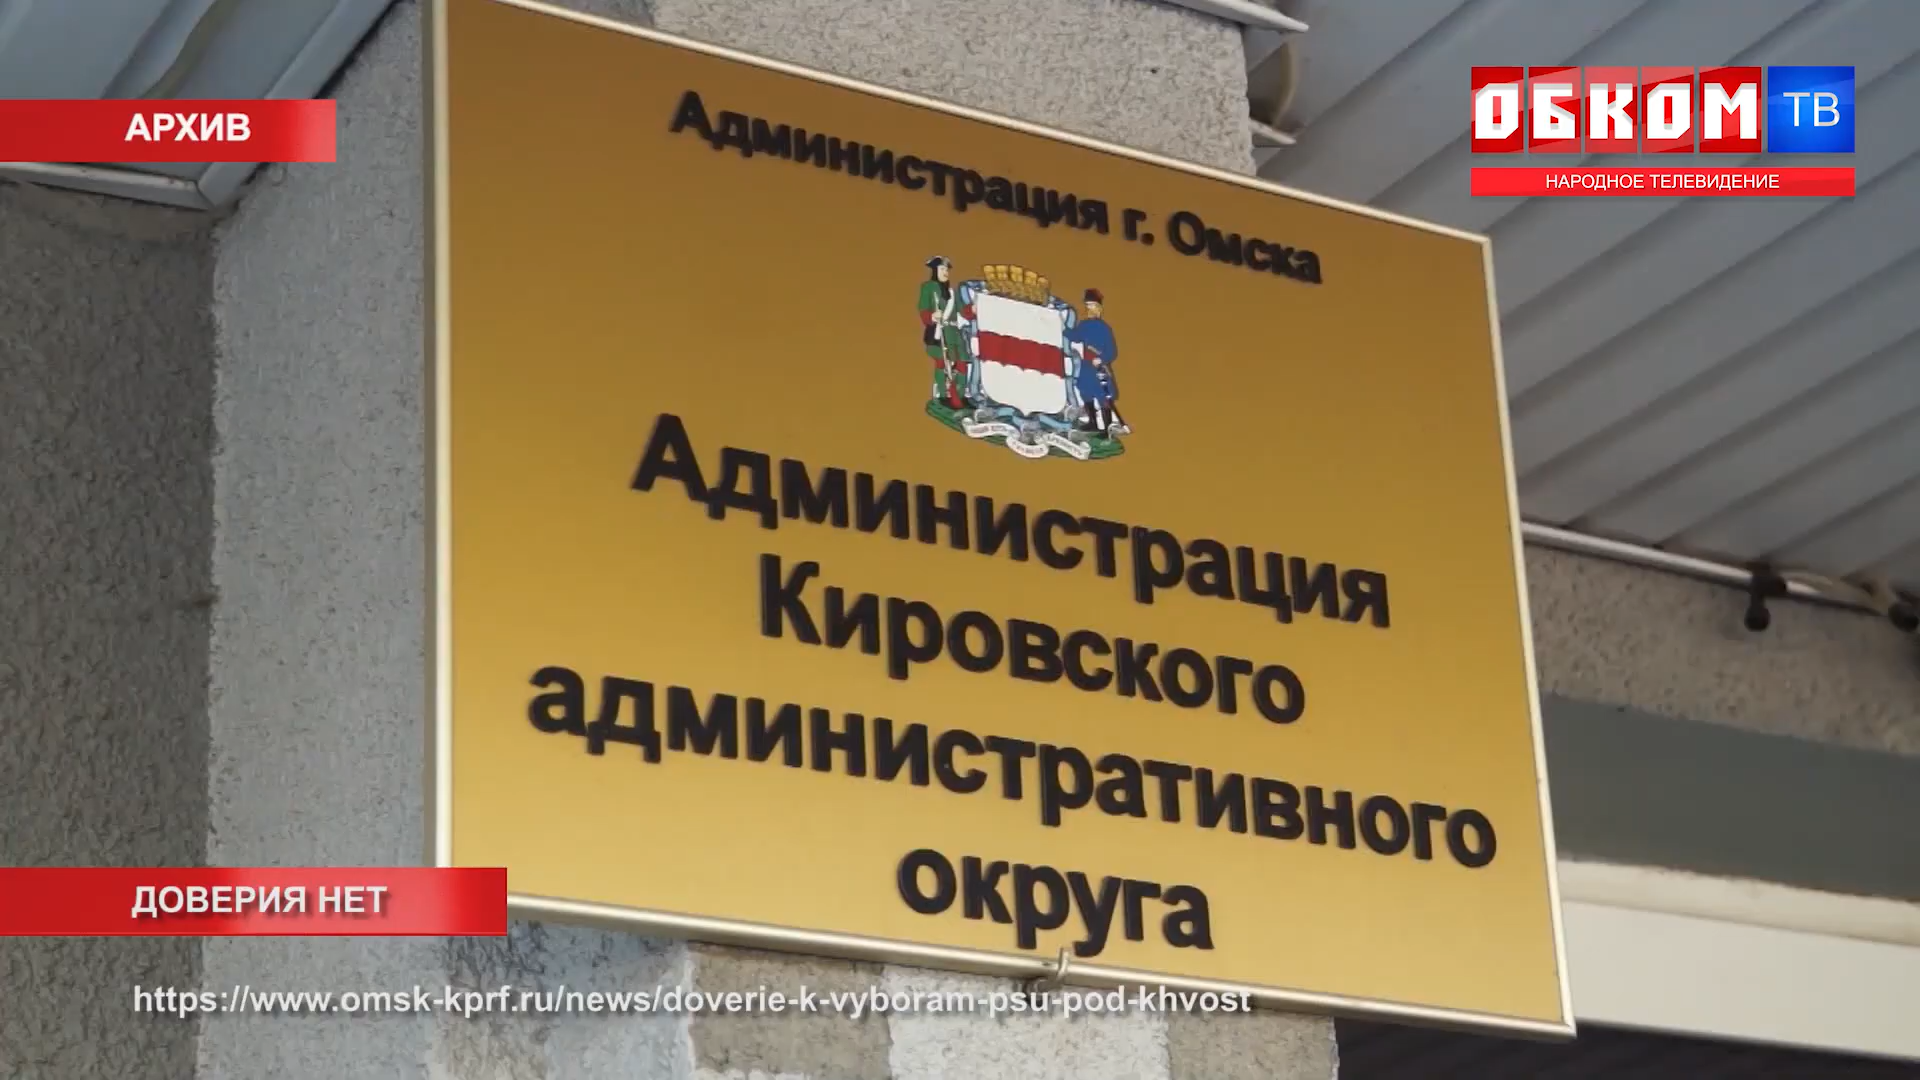 АРХИВ
ОБКОМ ТВ
НАРОДНОЕ ТЕЛЕВИДЕНИЕ
Администрация г. Омска
Администрация
Кировского
административного
округа
ДОВЕРИЯ НЕТ
https://www.omsk-kprf.ru/news/doverie-k-vyboram-psu-pod-khvost